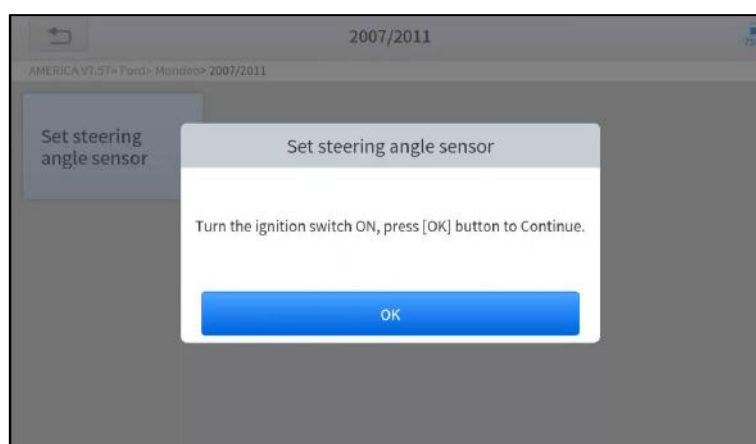 2007/2011
AMERICA V7.57> Ford> Mondeo> 2007/2011
Set steering
angle sensor
Set steering angle sensor
Turn the ignition switch ON, press [OK] button to Continue.
OK